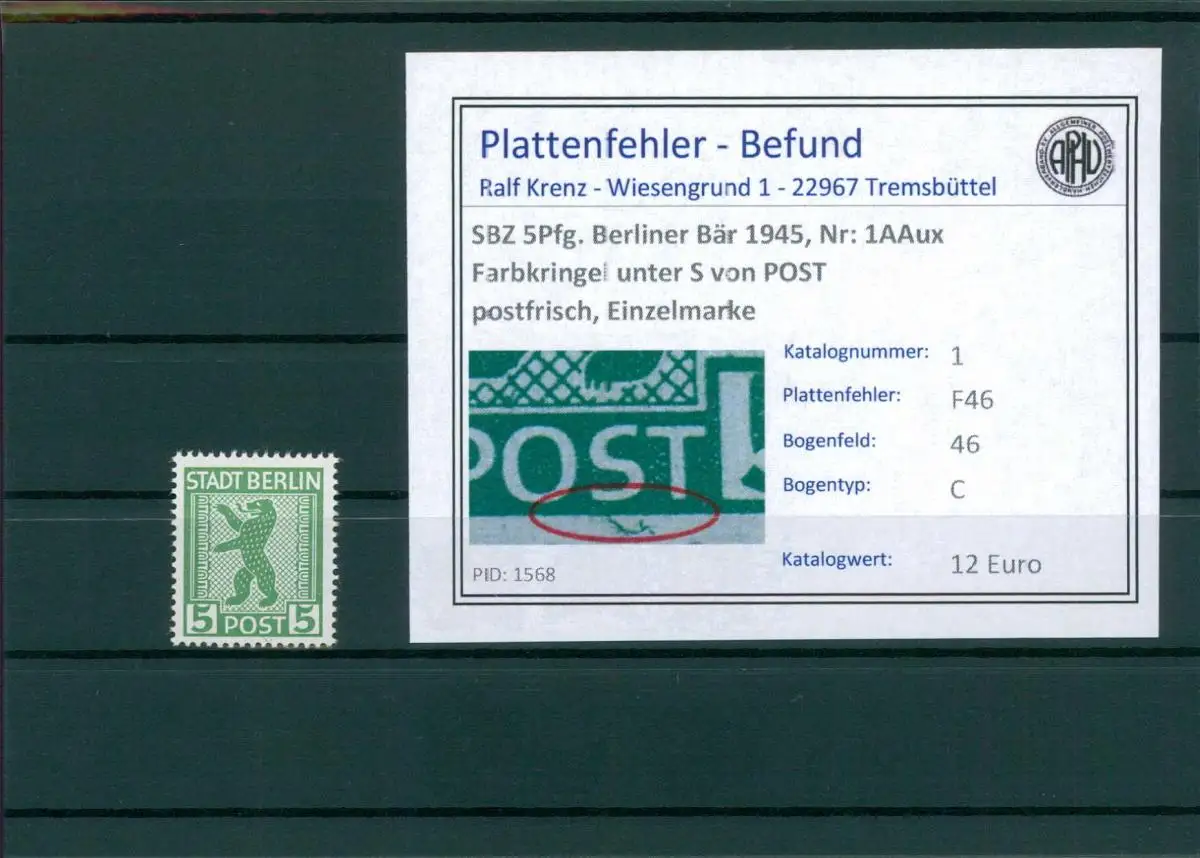 Plattenfehler - Befund
Ralf Krenz - Wiesengrund 1 - 22967 Tremsbüttel
APHV
SBZ 5Pfg. Berliner Bär 1945, Nr: 1AAux
Farbkringel unter S von POST
postfrisch, Einzelmarke
POST
Katalognummer: 1
Plattenfehler: F46
Bogenfeld: 46
Bogentyp: C
Katalogwert: 12 Euro
PID: 1568
STADT BERLIN
5 POST 5